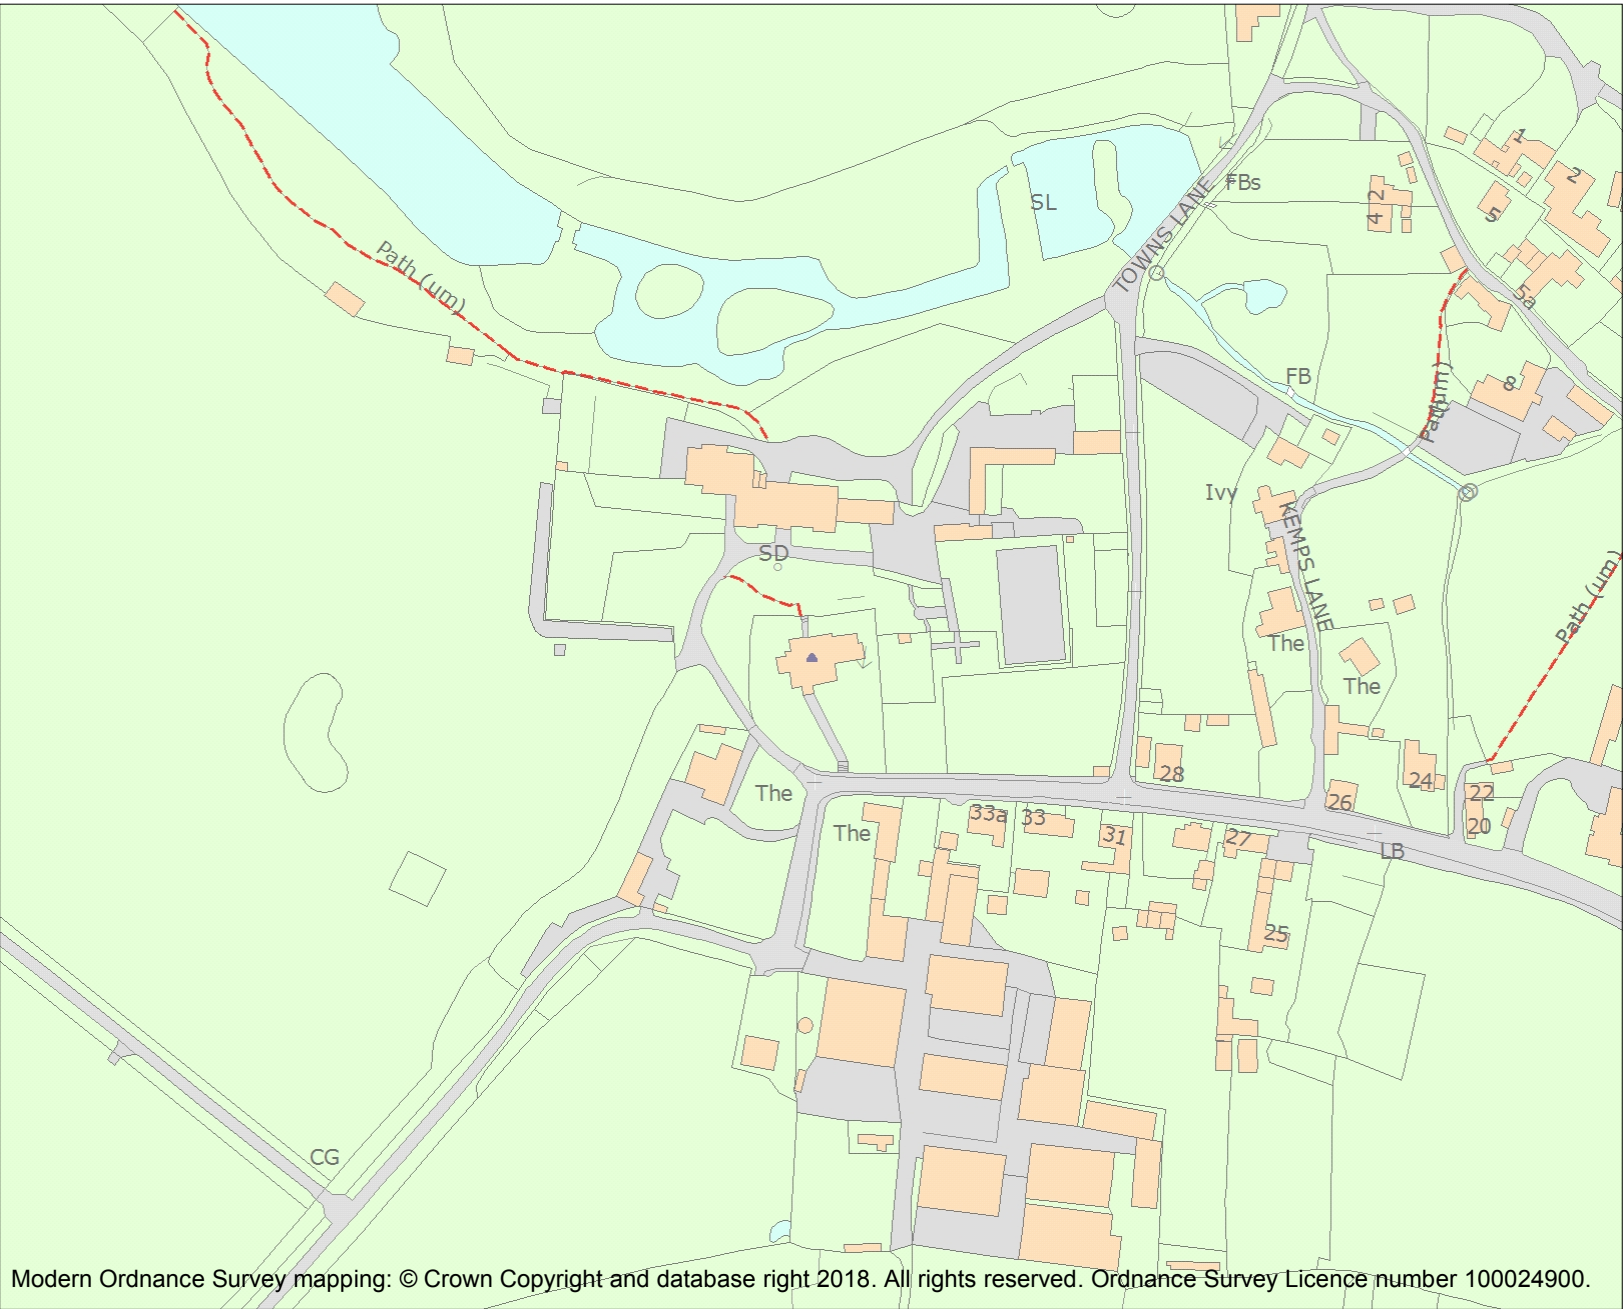 1
2
FBs
2
4
SL
5
TOWNS LANE
Path (um)
5a
FB
8
Path(um)
Path
Ivy
KEMPS LANE
SD
Path (um)
The
The
28
24
The
22
26
33a
33
20
The
31
27
LB
25
CG
Modern Ordnance Survey mapping: © Crown Copyright and database right 2018. All rights reserved. Ordnance Survey Licence number 100024900.